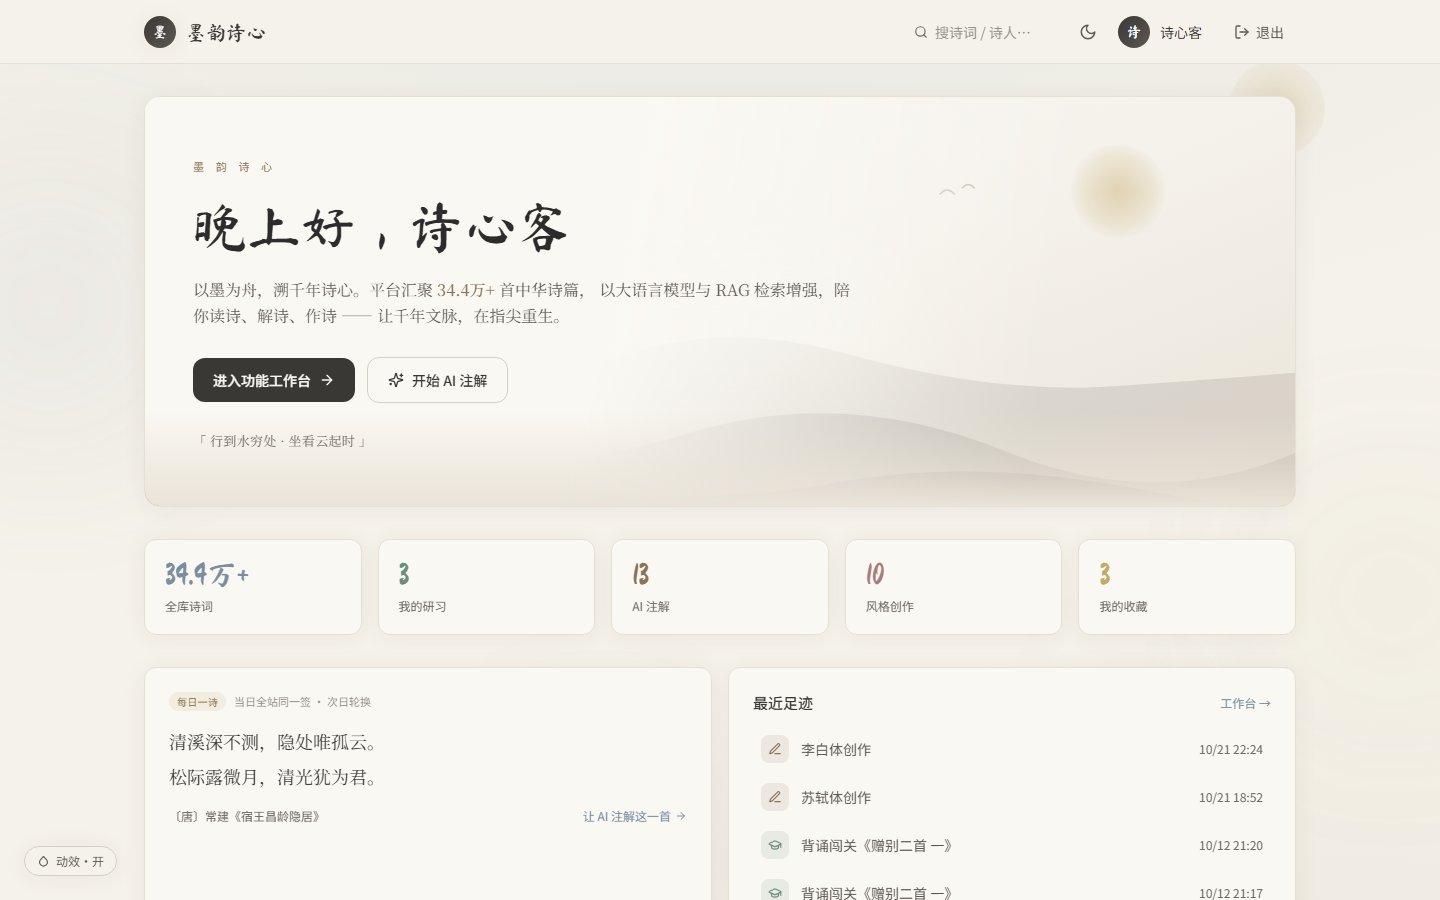 墨 墨韵诗心
搜诗词 / 诗人…
诗 诗心客
退出
墨 韵 诗 心
晚上好，诗心客
以墨为舟，溯千年诗心。平台汇聚 34.4万+ 首中华诗篇， 以大语言模型与 RAG 检索增强，陪
你读诗、解诗、作诗 —— 让千年文脉，在指尖重生。
进入功能工作台 →
开始 AI 注解
「 行到水穷处 · 坐看云起时 」
34.4万+
全库诗词
3
我的研习
13
AI 注解
10
风格创作
3
我的收藏
每日一诗 当日全站同一签 · 次日轮换
清溪深不测，隐处唯孤云。
松际露微月，清光犹为君。
〔唐〕常建《宿王昌龄隐居》
让 AI 注解这一首 →
最近足迹
工作台 →
李白体创作 10/21 22:24
苏轼体创作 10/21 18:52
背诵闯关《赠别二首 一》 10/12 21:20
背诵闯关《赠别二首 一》 10/12 21:17
动效 · 开